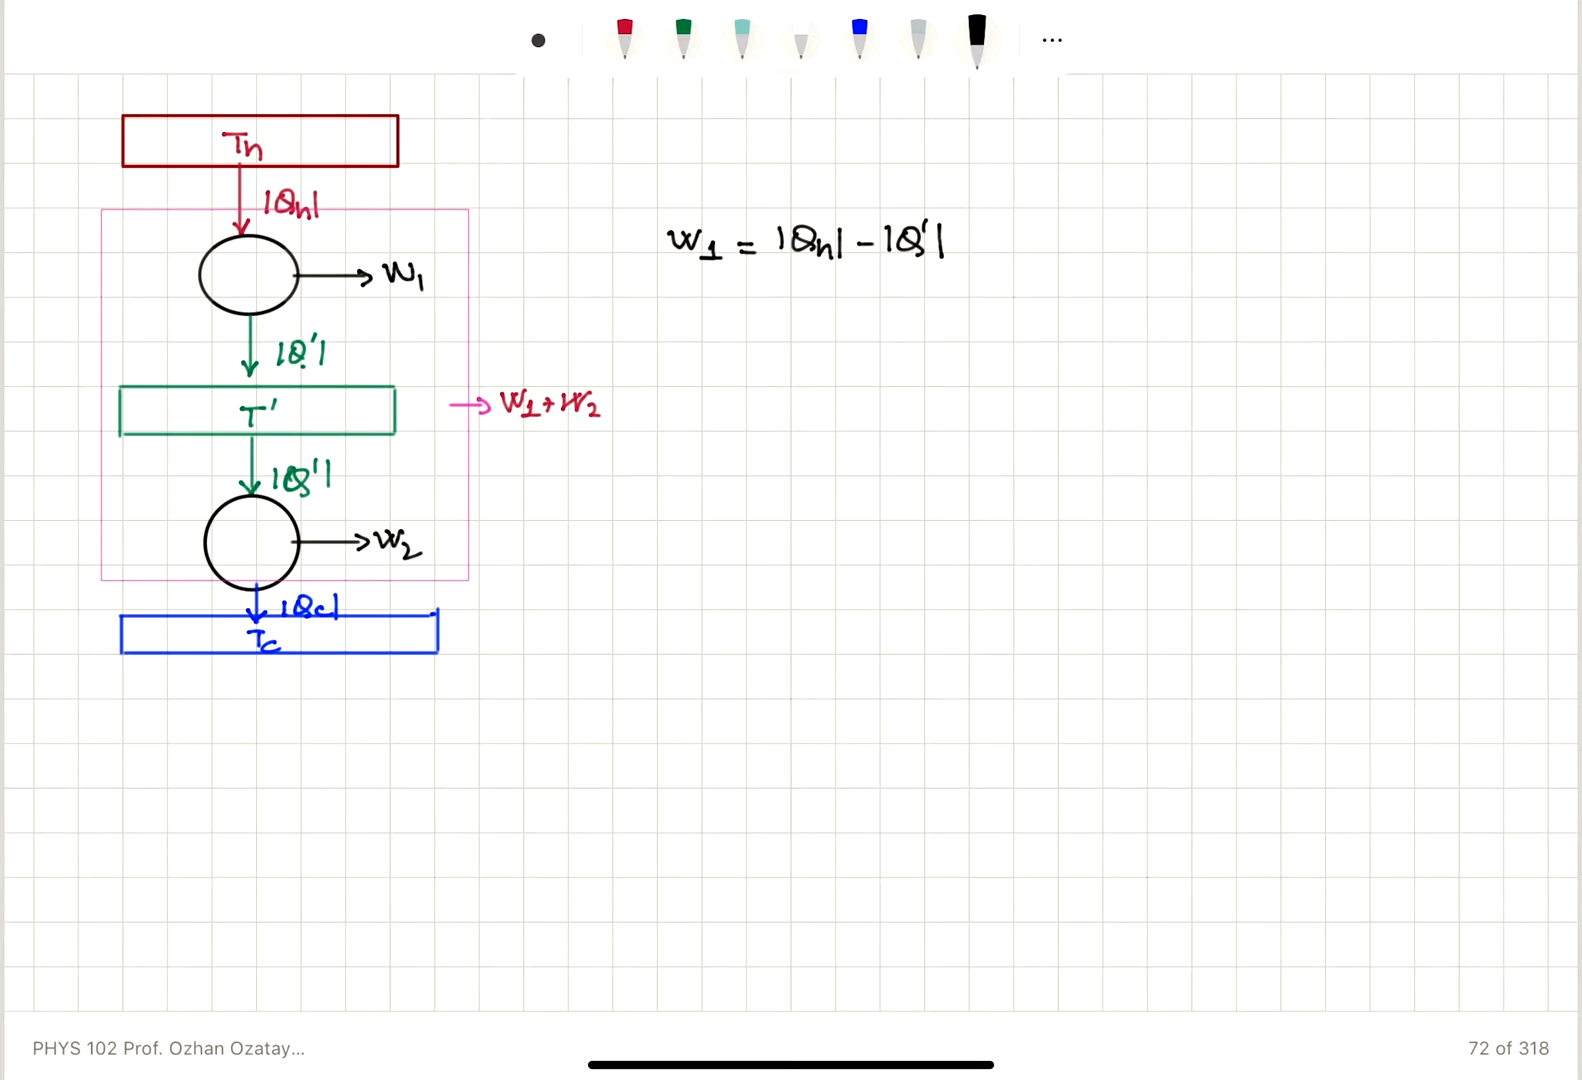 Th
|Qh|
W₁ = |Qh| - |Q'|
→ W₁
|Q'|
T'
→ W₁ + W₂
|Q'|
→ W₂
|Qc|
Tc
PHYS 102 Prof. Ozhan Ozatay...
72 of 318